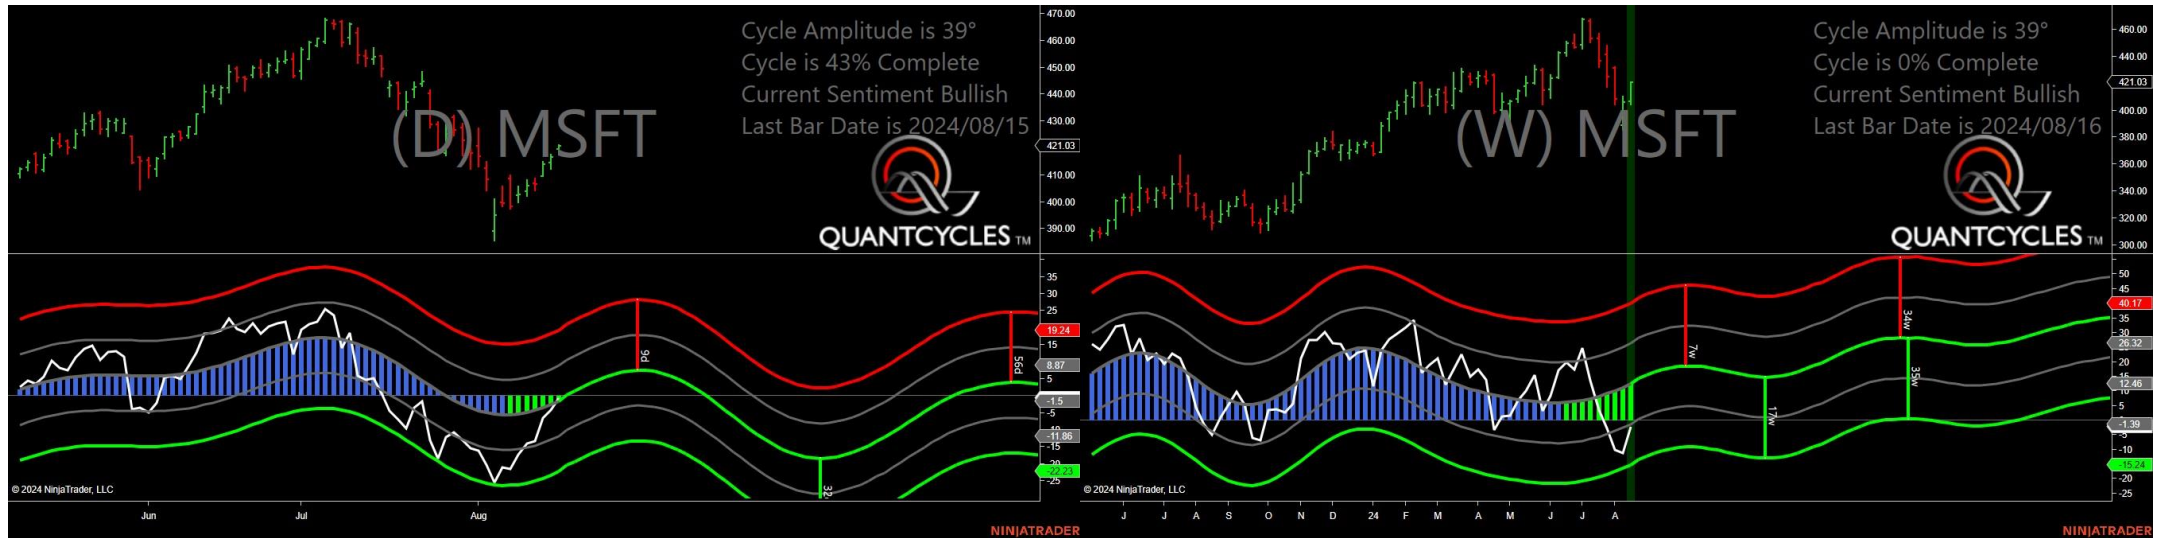 Cycle Amplitude is 39°
Cycle is 43% Complete
Current Sentiment Bullish
Last Bar Date is 2024/08/15
(D) MSFT
QUANTCYCLES TM
470.00
460.00
450.00
440.00
430.00
421.03
410.00
400.00
390.00
35
30
25
19.24
15
8.87
5
-1.5
-5
-11.86
-15
-20
-22.23
-25
9d
32
56d
© 2024 NinjaTrader, LLC
Jun Jul Aug
NINJATRADER
Cycle Amplitude is 39°
Cycle is 0% Complete
Current Sentiment Bullish
Last Bar Date is 2024/08/16
(W) MSFT
QUANTCYCLES TM
460.00
440.00
421.03
400.00
380.00
360.00
340.00
320.00
300.00
50
45
40.17
35
30
26.32
20
15
12.46
5
-1.39
-5
-10
-15.24
-20
-25
7w
17w
34w
35w
© 2024 NinjaTrader, LLC
J J A S O N D 24 F M A M J J A
NINJATRADER